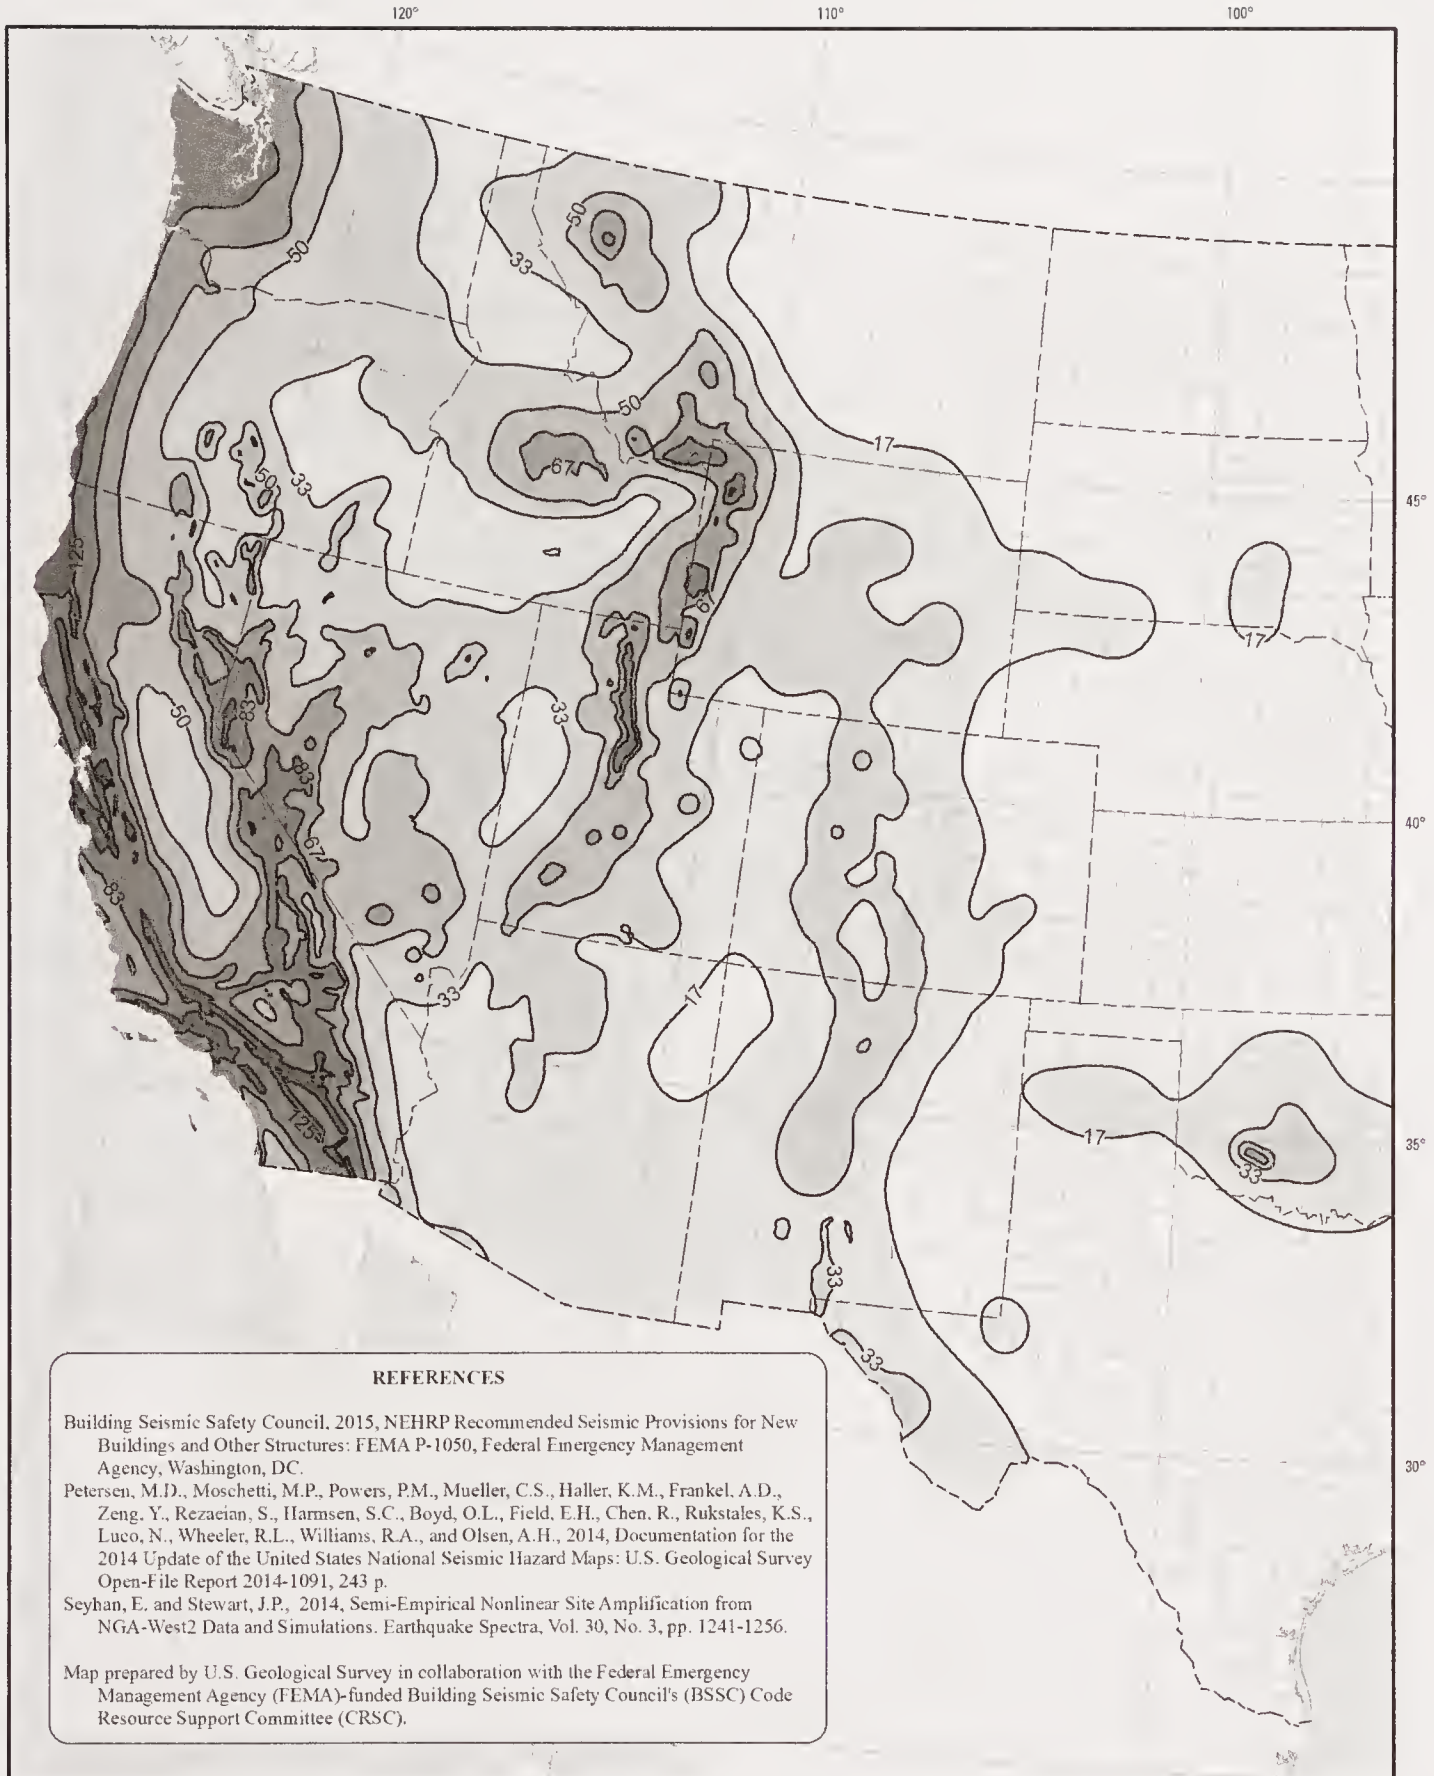 120°
110°
100°
50
50
33
50
17
67
50
33
45°
125
67
17
50
33
83
83
40°
67
83
33
17
17
35°
33
125
33
33
30°
REFERENCES
Building Seismic Safety Council. 2015, NEHRP Recommended Seismic Provisions for New
Buildings and Other Structures: FEMA P-1050, Federal Emergency Management
Agency, Washington, DC.
Petersen, M.D., Moschetti, M.P., Powers, P.M., Mueller, C.S., Haller, K.M., Frankel, A.D.,
Zeng, Y., Rezaeian, S., Harmsen, S.C., Boyd, O.L., Field, E.H., Chen, R., Rukstales, K.S.,
Luco, N., Wheeler, R.L., Williams, R.A., and Olsen, A.H., 2014, Documentation for the
2014 Update of the United States National Seismic Hazard Maps: U.S. Geological Survey
Open-File Report 2014-1091, 243 p.
Seyhan, E. and Stewart, J.P., 2014, Semi-Empirical Nonlinear Site Amplification from
NGA-West2 Data and Simulations. Earthquake Spectra, Vol. 30, No. 3, pp. 1241-1256.
Map prepared by U.S. Geological Survey in collaboration with the Federal Emergency
Management Agency (FEMA)-funded Building Seismic Safety Council's (BSSC) Code
Resource Support Committee (CRSC).